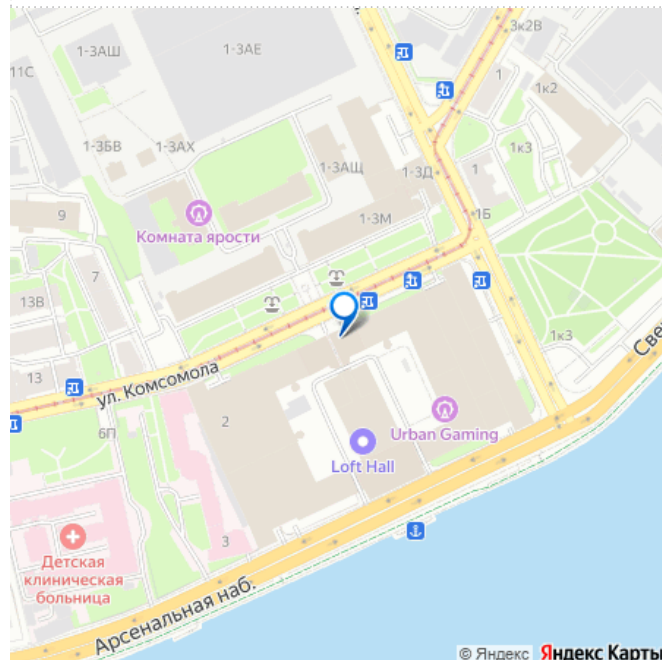 3к2В
1-3АШ
1-3АЕ
11С
1
1к2
1-3БВ
1-3АХ
1к3
1-3АЩ
1
1-3Д
9
Комната ярости
1-3М
1Б
7
13В
1к3
Све
13
ул. Комсомола
2
6П
Urban Gaming
Loft Hall
3
Детская
клиническая
больница
Арсенальная наб.
© Яндекс Яндекс Карты